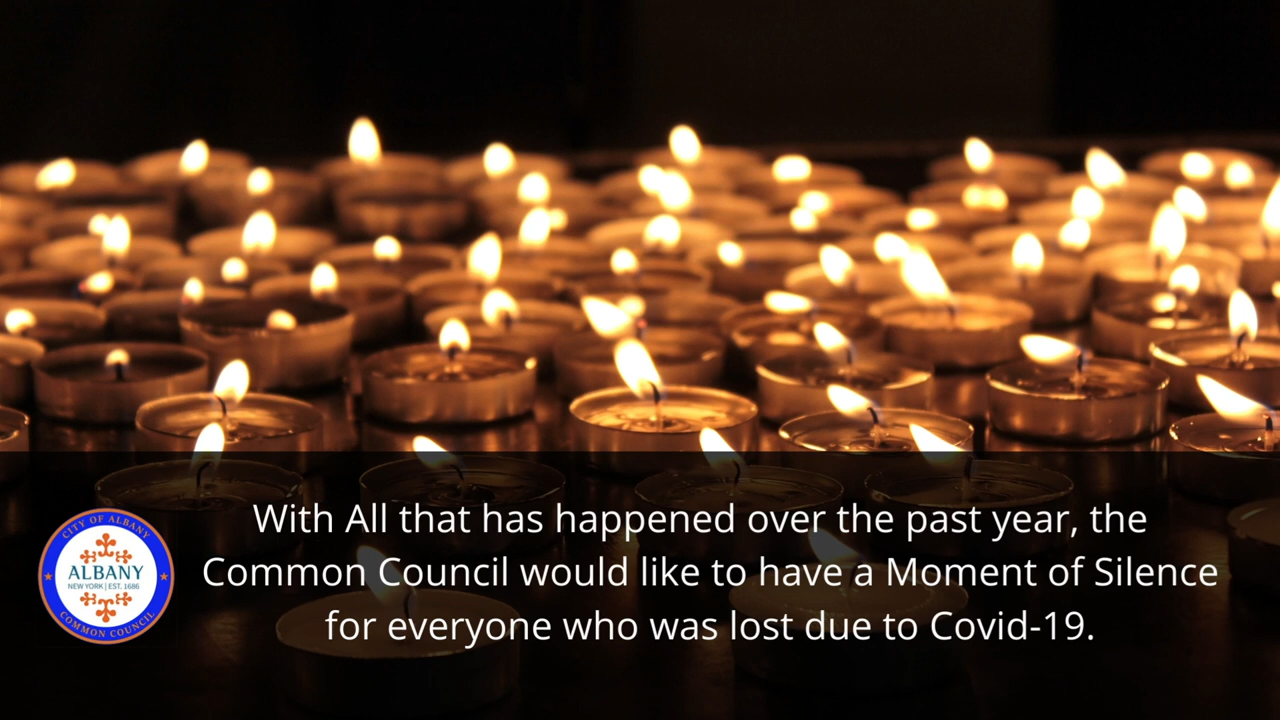 With All that has happened over the past year, the
Common Council would like to have a Moment of Silence
for everyone who was lost due to Covid-19.
CITY OF ALBANY
ALBANY
NEW YORK | EST. 1686
COMMON COUNCIL